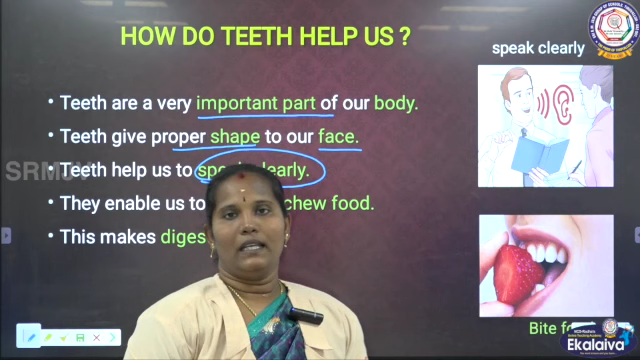 HOW DO TEETH HELP US ?
speak clearly
• Teeth are a very important part of our body.
• Teeth give proper shape to our face.
• Teeth help us to speak clearly.
• They enable us to chew food.
• This makes diges
SRM
Bite f
Ekalaiva